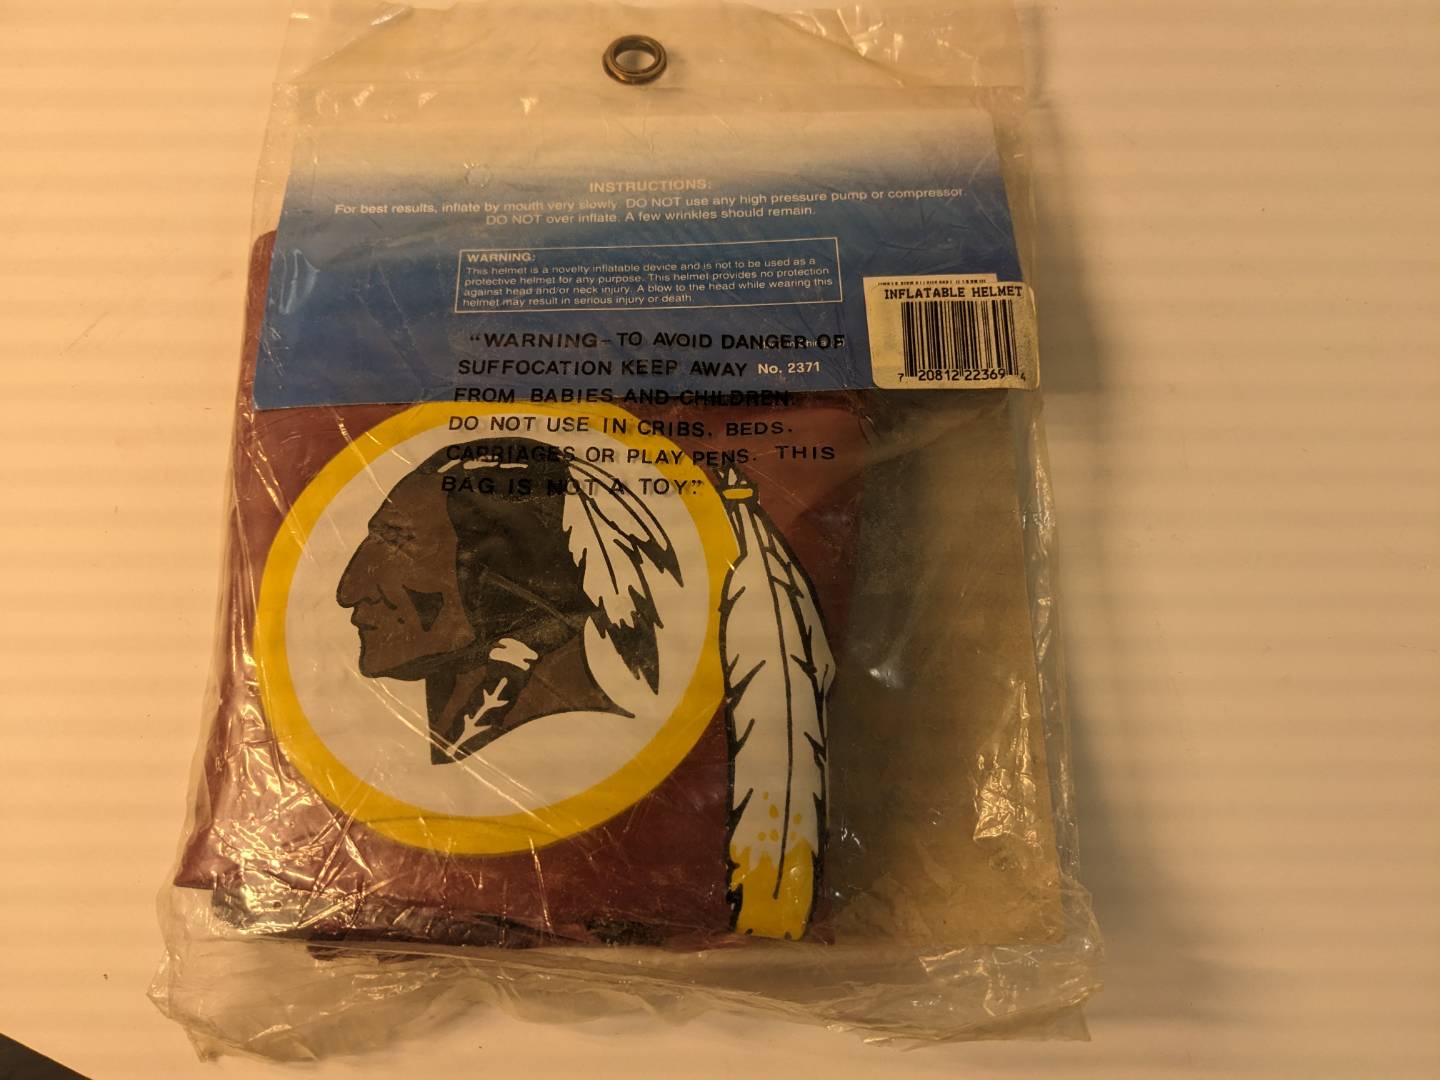 INSTRUCTIONS:
For best results, inflate by mouth very slowly. DO NOT use any high pressure pump or compressor.
DO NOT over inflate. A few wrinkles should remain.
WARNING:
This helmet is a novelty inflatable device and is not to be used as a
protective helmet for any purpose. This helmet provides no protection
against head and/or neck injury. A blow to the head while wearing this
helmet may result in serious injury or death.
INFLATABLE HELMET
7 20812 22369 4
"WARNING-TO AVOID DANGER OF
SUFFOCATION KEEP AWAY
No. 2371
FROM BABIES AND CHILDREN.
DO NOT USE IN CRIBS, BEDS.
CARRIAGES OR PLAY PENS. THIS
BAG IS NOT A TOY."